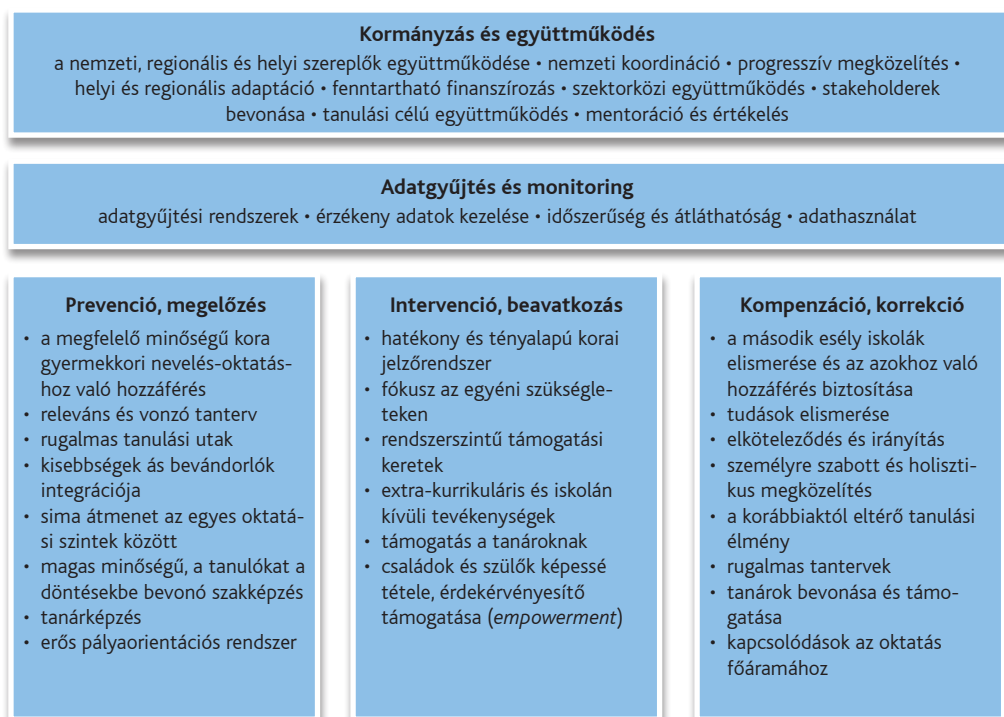 Kormányzás és együttműködés
a nemzeti, regionális és helyi szereplők együttműködése • nemzeti koordináció • progresszív megközelítés •
helyi és regionális adaptáció • fenntartható finanszírozás • szektorközi együttműködés • stakeholderek
bevonása • tanulási célú együttműködés • mentoráció és értékelés
Adatgyűjtés és monitoring
adatgyűjtési rendszerek • érzékeny adatok kezelése • időszerűség és átláthatóság • adathasználat
Prevenció, megelőzés
• a megfelelő minőségű kora
gyermekkori nevelés-oktatás-
hoz való hozzáférés
• releváns és vonzó tanterv
• rugalmas tanulási utak
• kisebbségek ás bevándorlók
integrációja
• sima átmenet az egyes oktatá-
si szintek között
• magas minőségű, a tanulókat a
döntésekbe bevonó szakképzés
• tanárképzés
• erős pályaorientációs rendszer
Intervenció, beavatkozás
• hatékony és tényalapú korai
jelzőrendszer
• fókusz az egyéni szükségle-
teken
• rendszerszintű támogatási
keretek
• extra-kurrikuláris és iskolán
kívüli tevékenységek
• támogatás a tanároknak
• családok és szülők képessé
tétele, érdekérvényesítő
támogatása (empowerment)
Kompenzáció, korrekció
• a második esély iskolák
elismerése és az azokhoz való
hozzáférés biztosítása
• tudások elismerése
• elköteleződés és irányítás
• személyre szabott és holiszti-
kus megközelítés
• a korábbiaktól eltérő tanulási
élmény
• rugalmas tantervek
• tanárok bevonása és támo-
gatása
• kapcsolódások az oktatás
főáramához